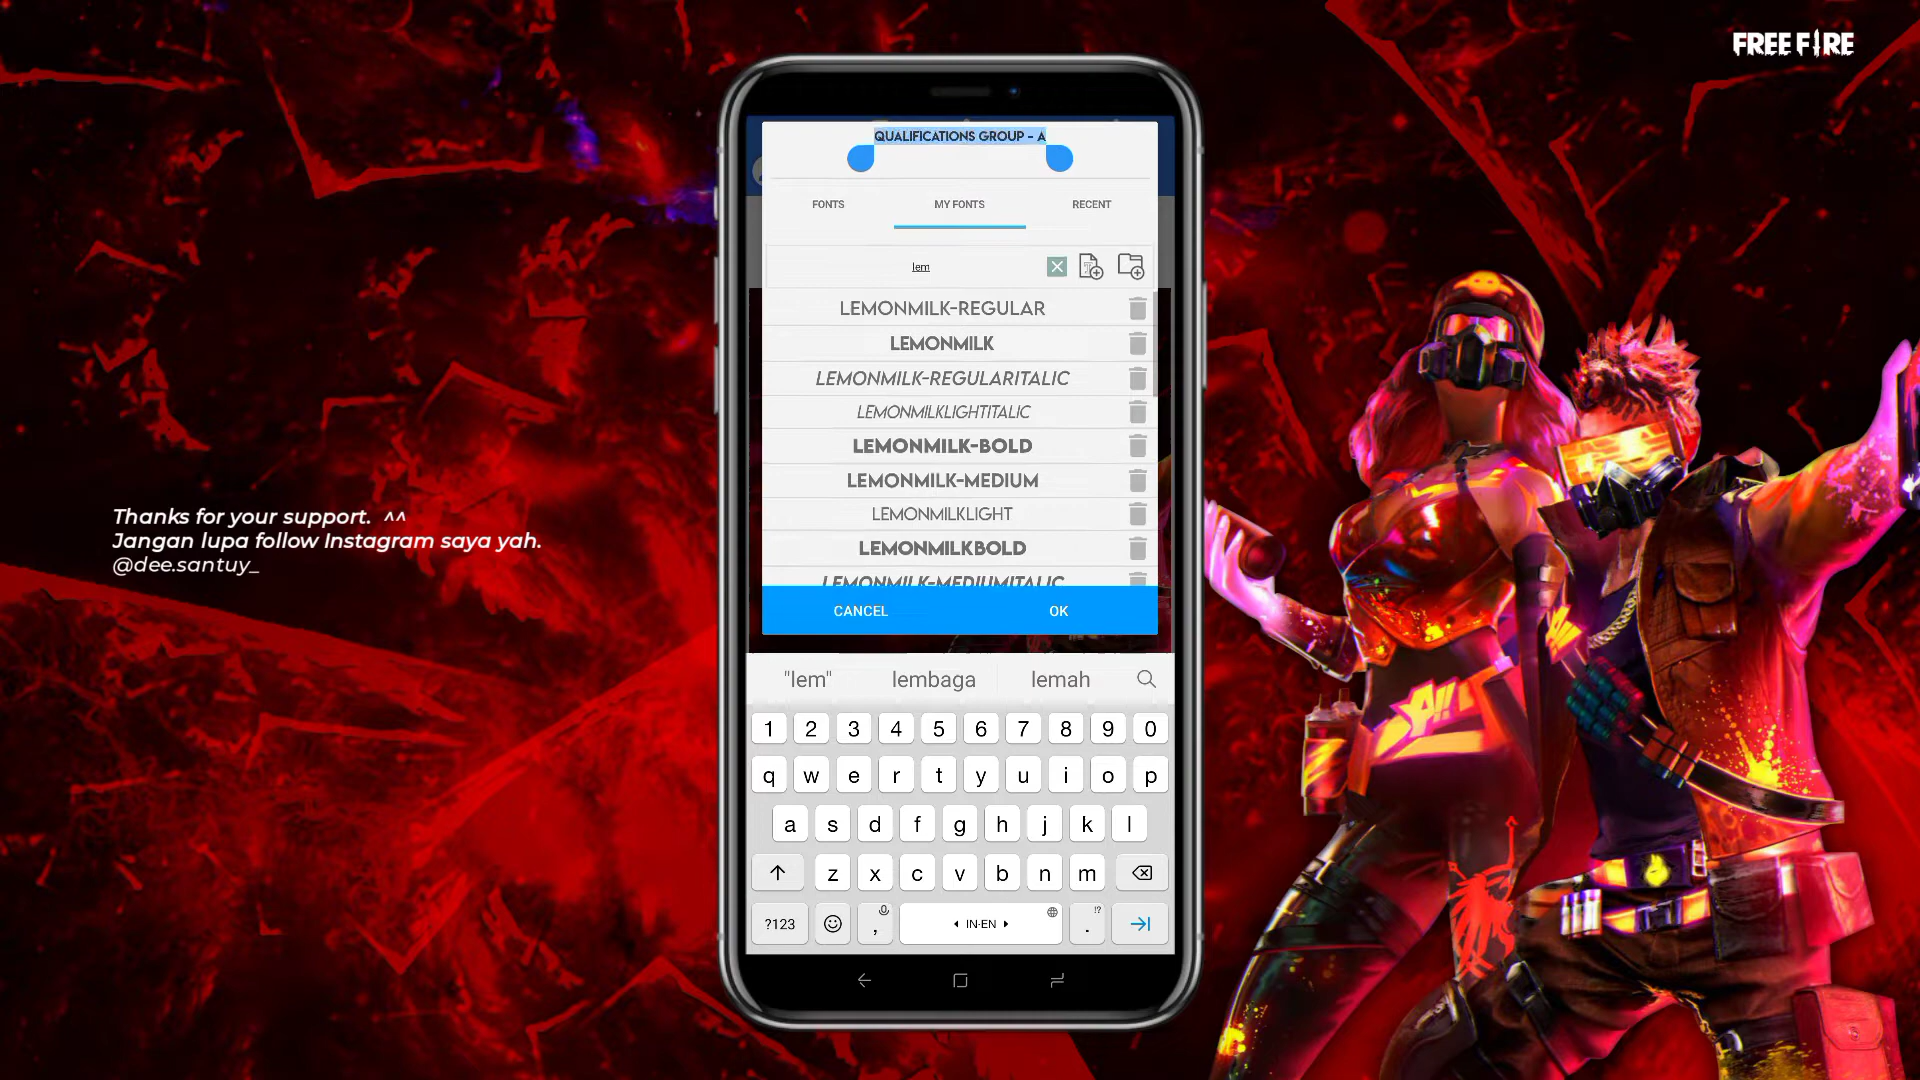 FREE FIRE
QUALIFICATIONS GROUP - A
FONTS MY FONTS RECENT
lem
LEMONMILK-REGULAR
LEMONMILK
LEMONMILK-REGULARITALIC
LEMONMILKLIGHTITALIC
LEMONMILK-BOLD
LEMONMILK-MEDIUM
LEMONMILKLIGHT
LEMONMILKBOLD
LEMONMILK-MEDIUMITALIC
CANCEL OK
Thanks for your support. ^^
Jangan lupa follow Instagram saya yah.
@dee.santuy_
"lem" lembaga lemah
1 2 3 4 5 6 7 8 9 0
q w e r t y u i o p
a s d f g h j k l
z x c v b n m
?123 , IN-EN . !?